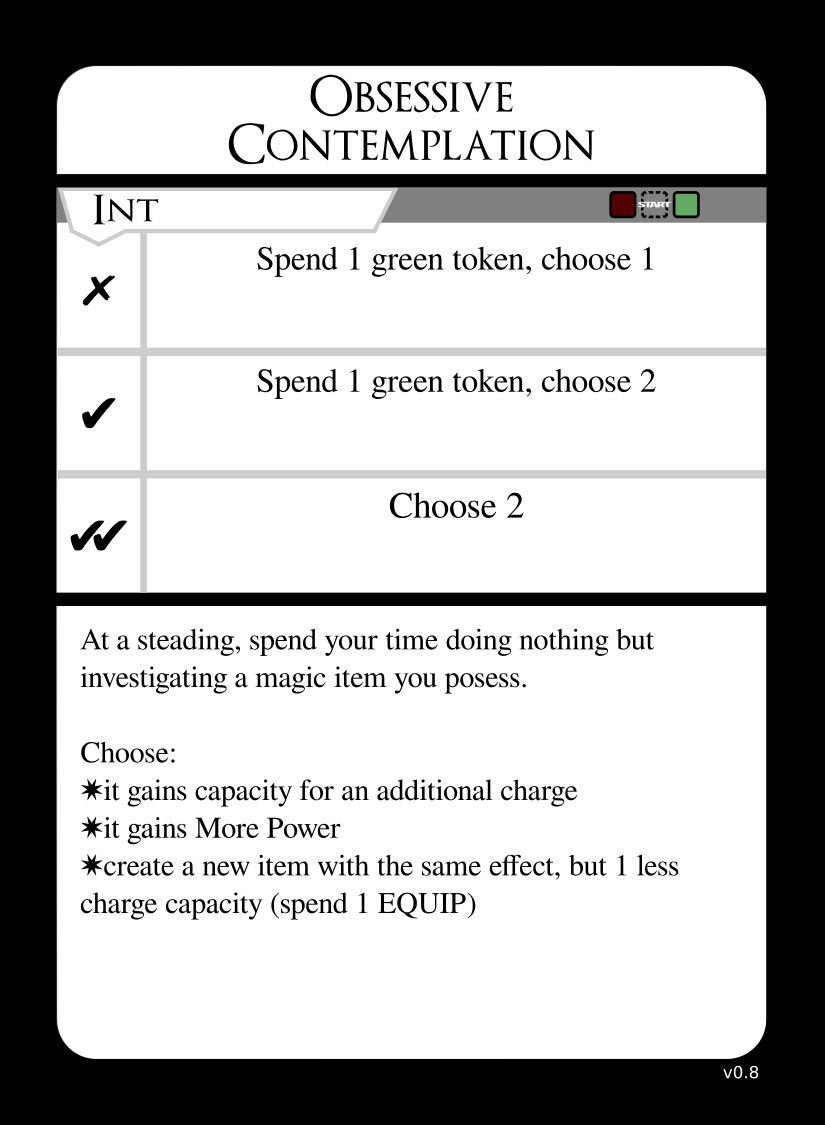 OBSESSIVE
CONTEMPLATION
INT
START
✗ Spend 1 green token, choose 1
✔ Spend 1 green token, choose 2
✔✔ Choose 2
At a steading, spend your time doing nothing but
investigating a magic item you posess.
Choose:
✷it gains capacity for an additional charge
✷it gains More Power
✷create a new item with the same effect, but 1 less
charge capacity (spend 1 EQUIP)
v0.8